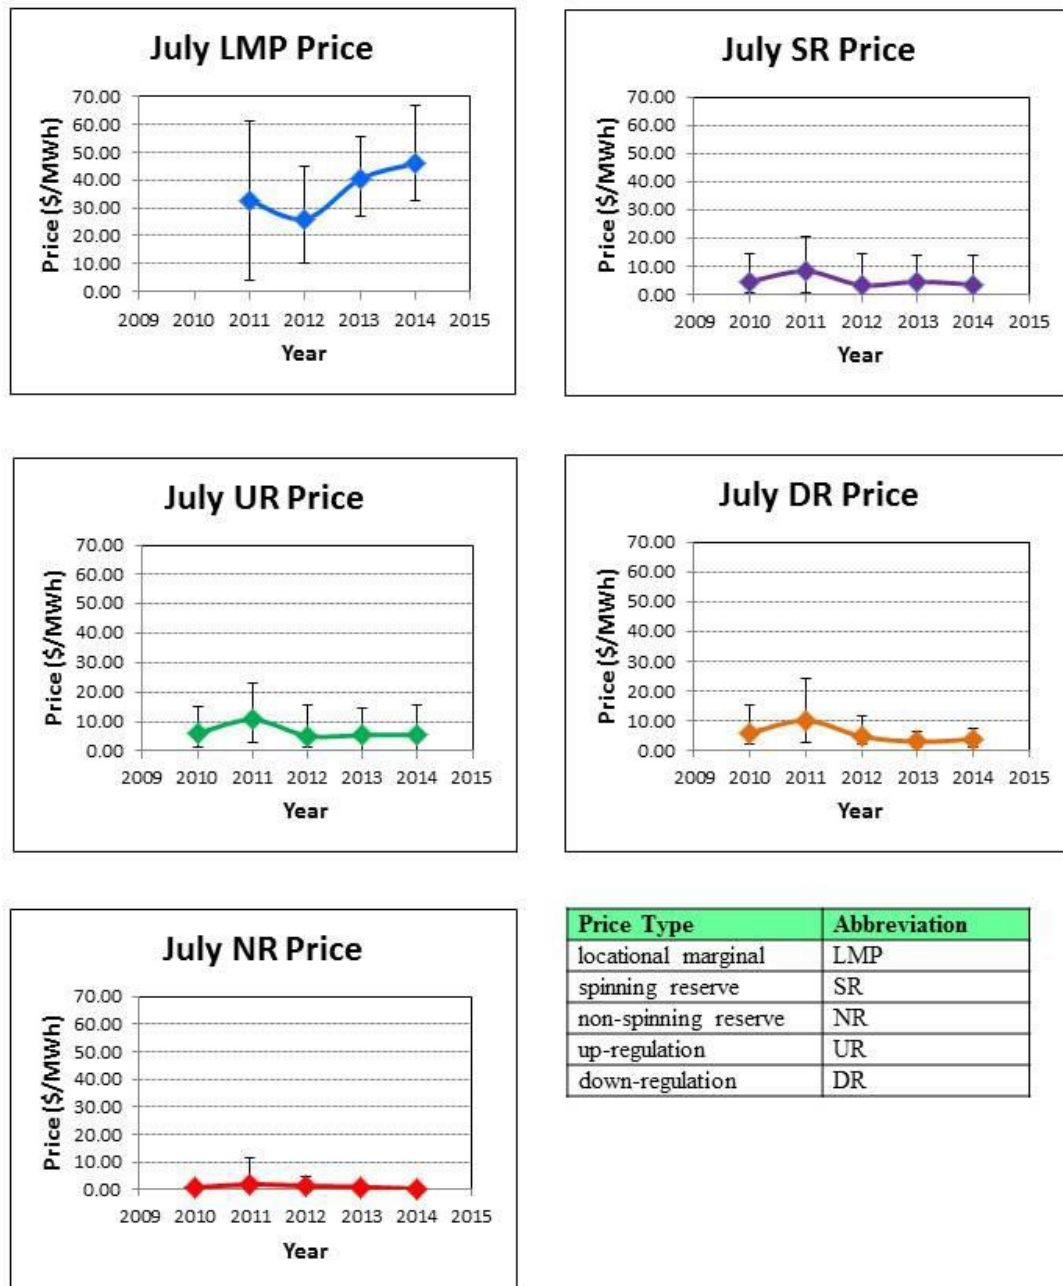 July LMP Price
Price ($/MWh)
70.00
60.00
50.00
40.00
30.00
20.00
10.00
0.00
2009 2010 2011 2012 2013 2014 2015
Year
July SR Price
Price ($/MWh)
70.00
60.00
50.00
40.00
30.00
20.00
10.00
0.00
2009 2010 2011 2012 2013 2014 2015
Year
July UR Price
Price ($/MWh)
70.00
60.00
50.00
40.00
30.00
20.00
10.00
0.00
2009 2010 2011 2012 2013 2014 2015
Year
July DR Price
Price ($/MWh)
70.00
60.00
50.00
40.00
30.00
20.00
10.00
0.00
2009 2010 2011 2012 2013 2014 2015
Year
July NR Price
Price ($/MWh)
70.00
60.00
50.00
40.00
30.00
20.00
10.00
0.00
2009 2010 2011 2012 2013 2014 2015
Year
Price Type Abbreviation
locational marginal LMP
spinning reserve SR
non-spinning reserve NR
up-regulation UR
down-regulation DR